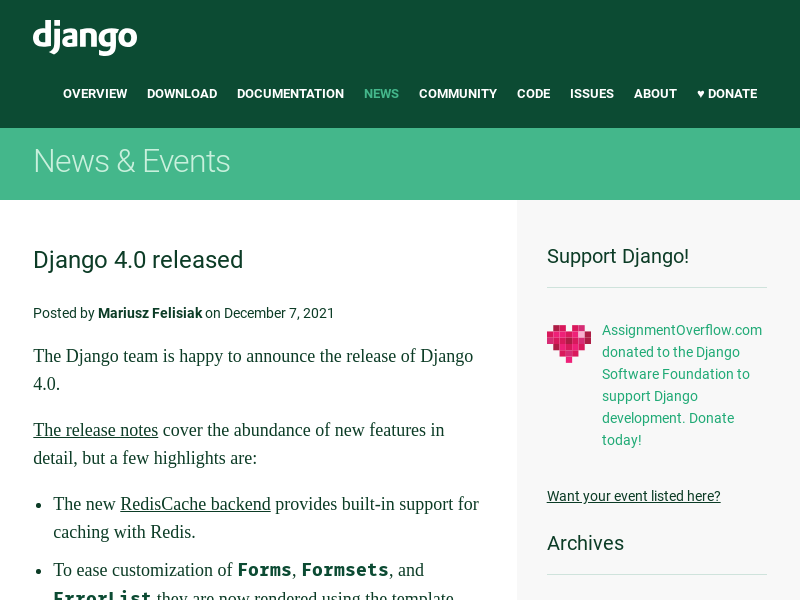 django
OVERVIEW DOWNLOAD DOCUMENTATION NEWS COMMUNITY CODE ISSUES ABOUT ♥ DONATE
News & Events
Django 4.0 released
Posted by Mariusz Felisiak on December 7, 2021
The Django team is happy to announce the release of Django
4.0.
The release notes cover the abundance of new features in
detail, but a few highlights are:
• The new RedisCache backend provides built-in support for
caching with Redis.
• To ease customization of Forms, Formsets, and
ErrorList they are now rendered using the template
Support Django!
AssignmentOverflow.com
donated to the Django
Software Foundation to
support Django
development. Donate
today!
Want your event listed here?
Archives